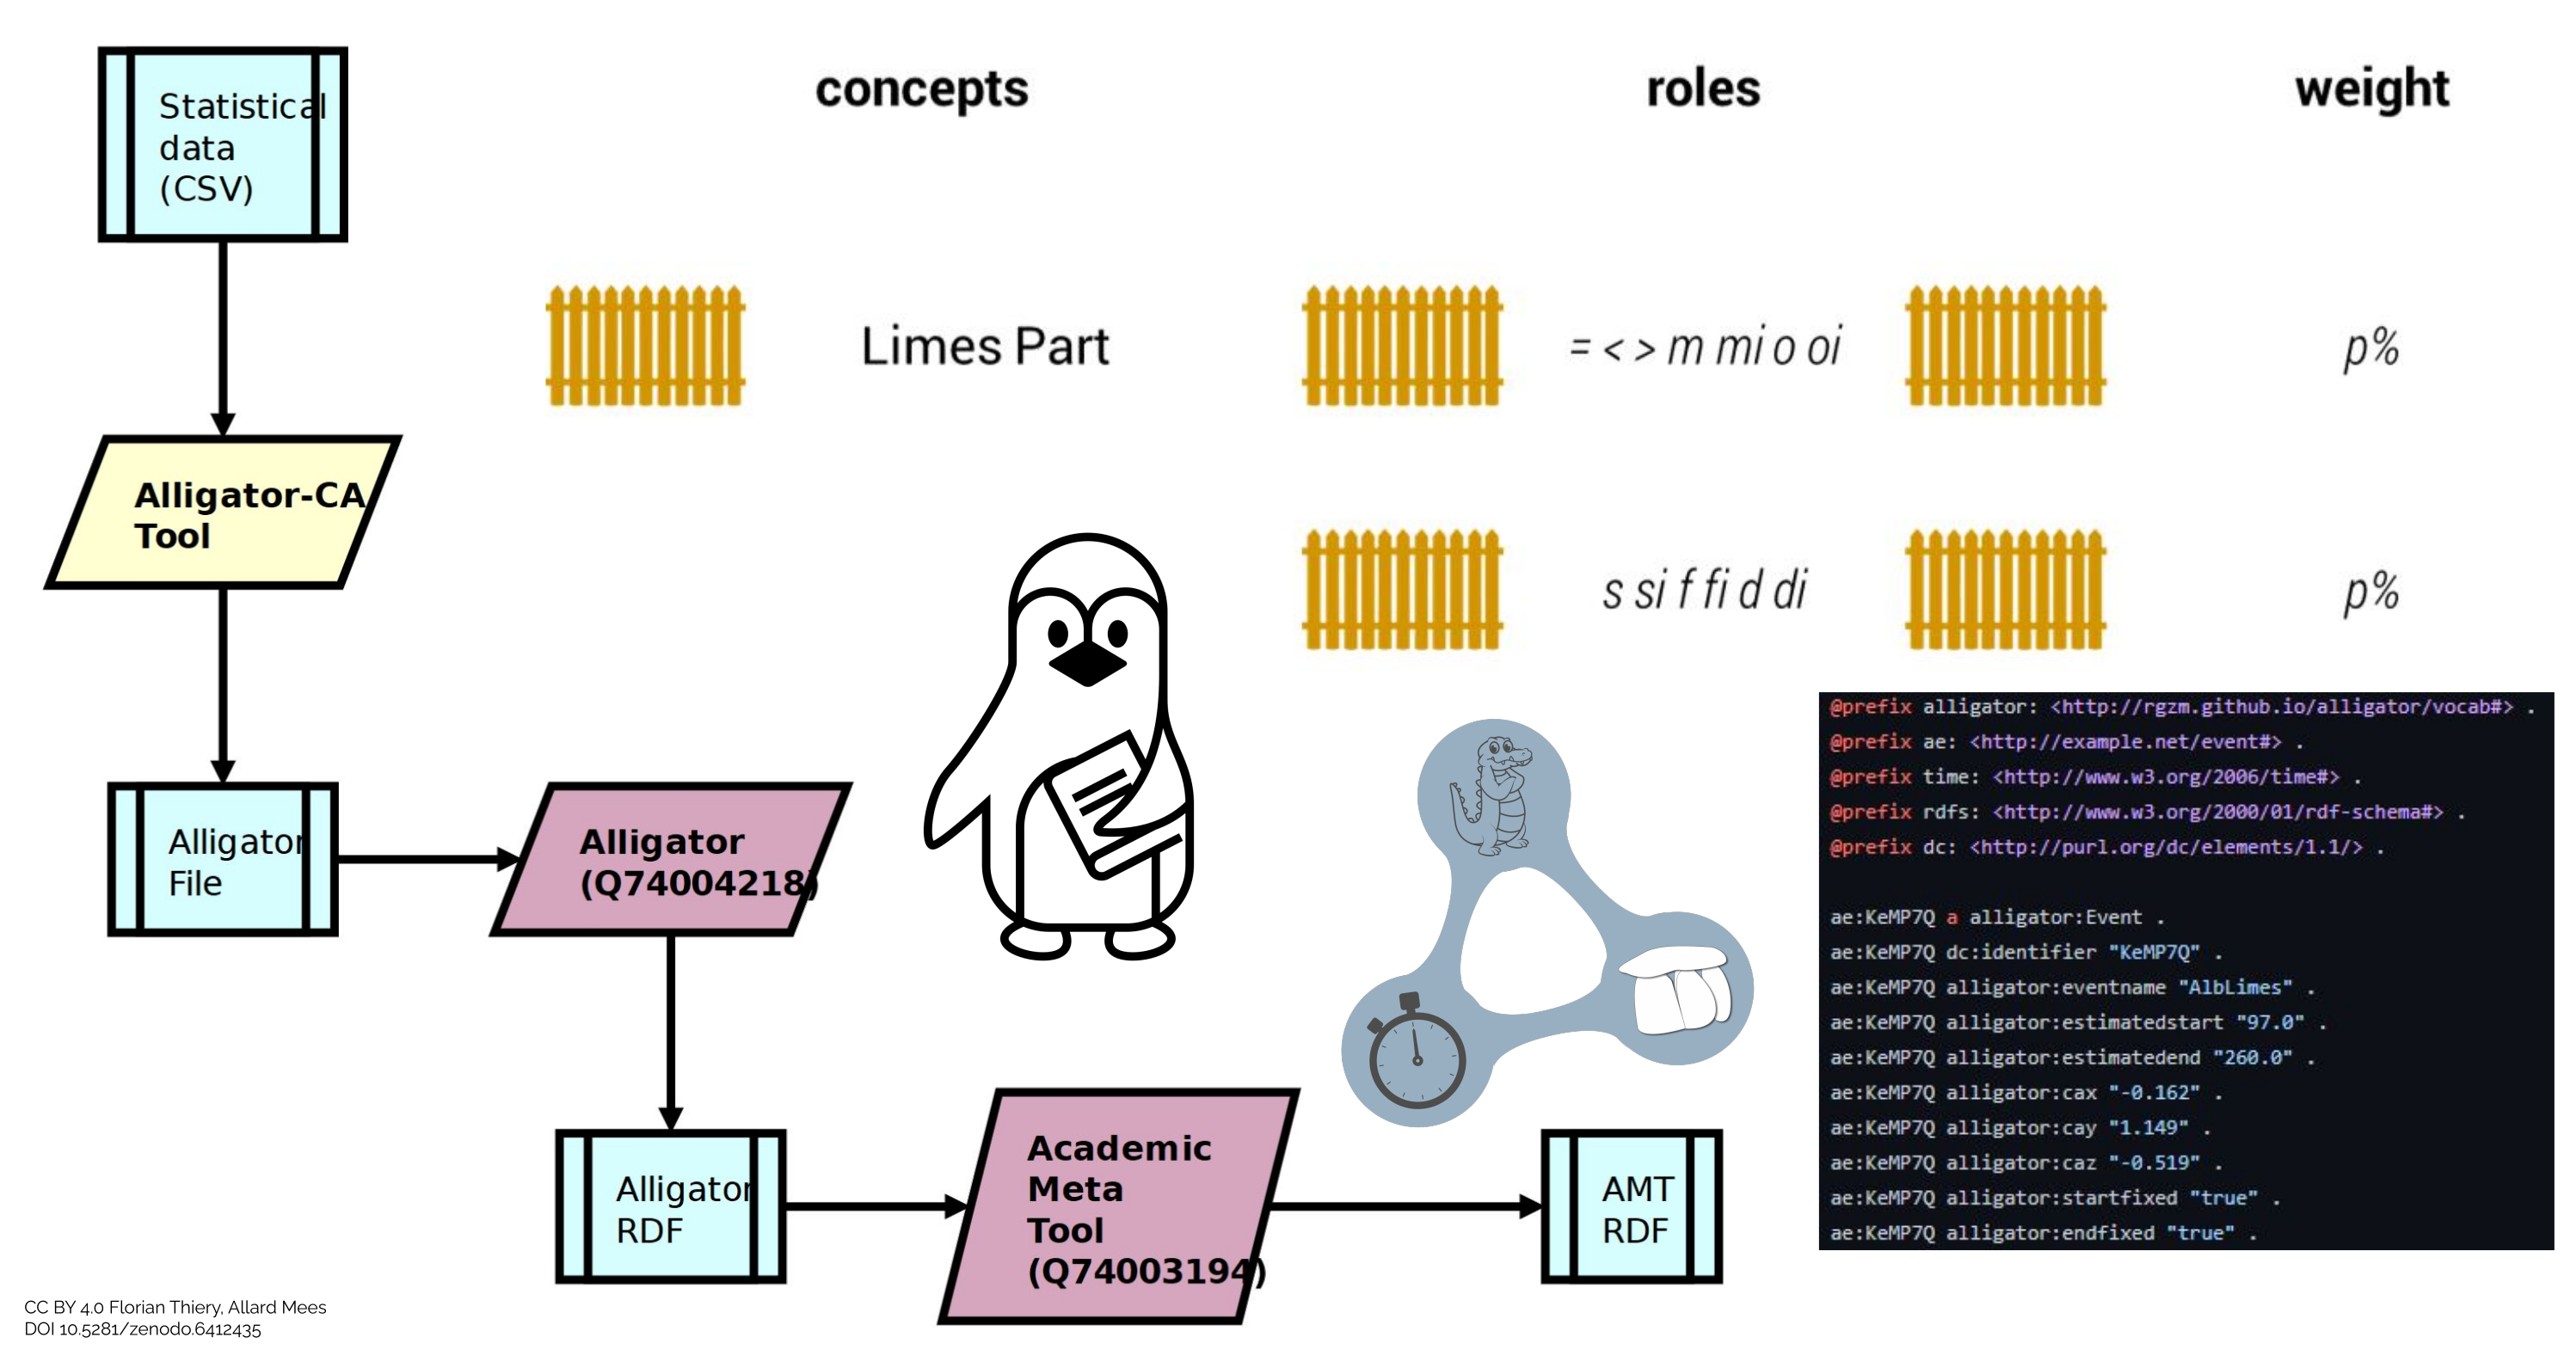 Statistical
data
(CSV)
concepts
roles
weight
Limes Part
= < > m mi o oi
p%
Alligator-CA
Tool
s si f fi d di
p%
Alligator
File
Alligator
(Q74004218)
@prefix alligator: <http://rgzm.github.io/alligator/vocab#> .
@prefix ae: <http://example.net/event#> .
@prefix time: <http://www.w3.org/2006/time#> .
@prefix rdfs: <http://www.w3.org/2000/01/rdf-schema#> .
@prefix dc: <http://purl.org/dc/elements/1.1/> .
ae:KeMP7Q a alligator:Event .
ae:KeMP7Q dc:identifier "KeMP7Q" .
ae:KeMP7Q alligator:eventname "AlbLimes" .
ae:KeMP7Q alligator:estimatedstart "97.0" .
ae:KeMP7Q alligator:estimatedend "260.0" .
ae:KeMP7Q alligator:cax "-0.162" .
ae:KeMP7Q alligator:cay "1.149" .
ae:KeMP7Q alligator:caz "-0.519" .
ae:KeMP7Q alligator:startfixed "true" .
ae:KeMP7Q alligator:endfixed "true" .
Alligator
RDF
Academic
Meta
Tool
(Q74003194)
AMT
RDF
CC BY 4.0 Florian Thiery, Allard Mees
DOI 10.5281/zenodo.6412435